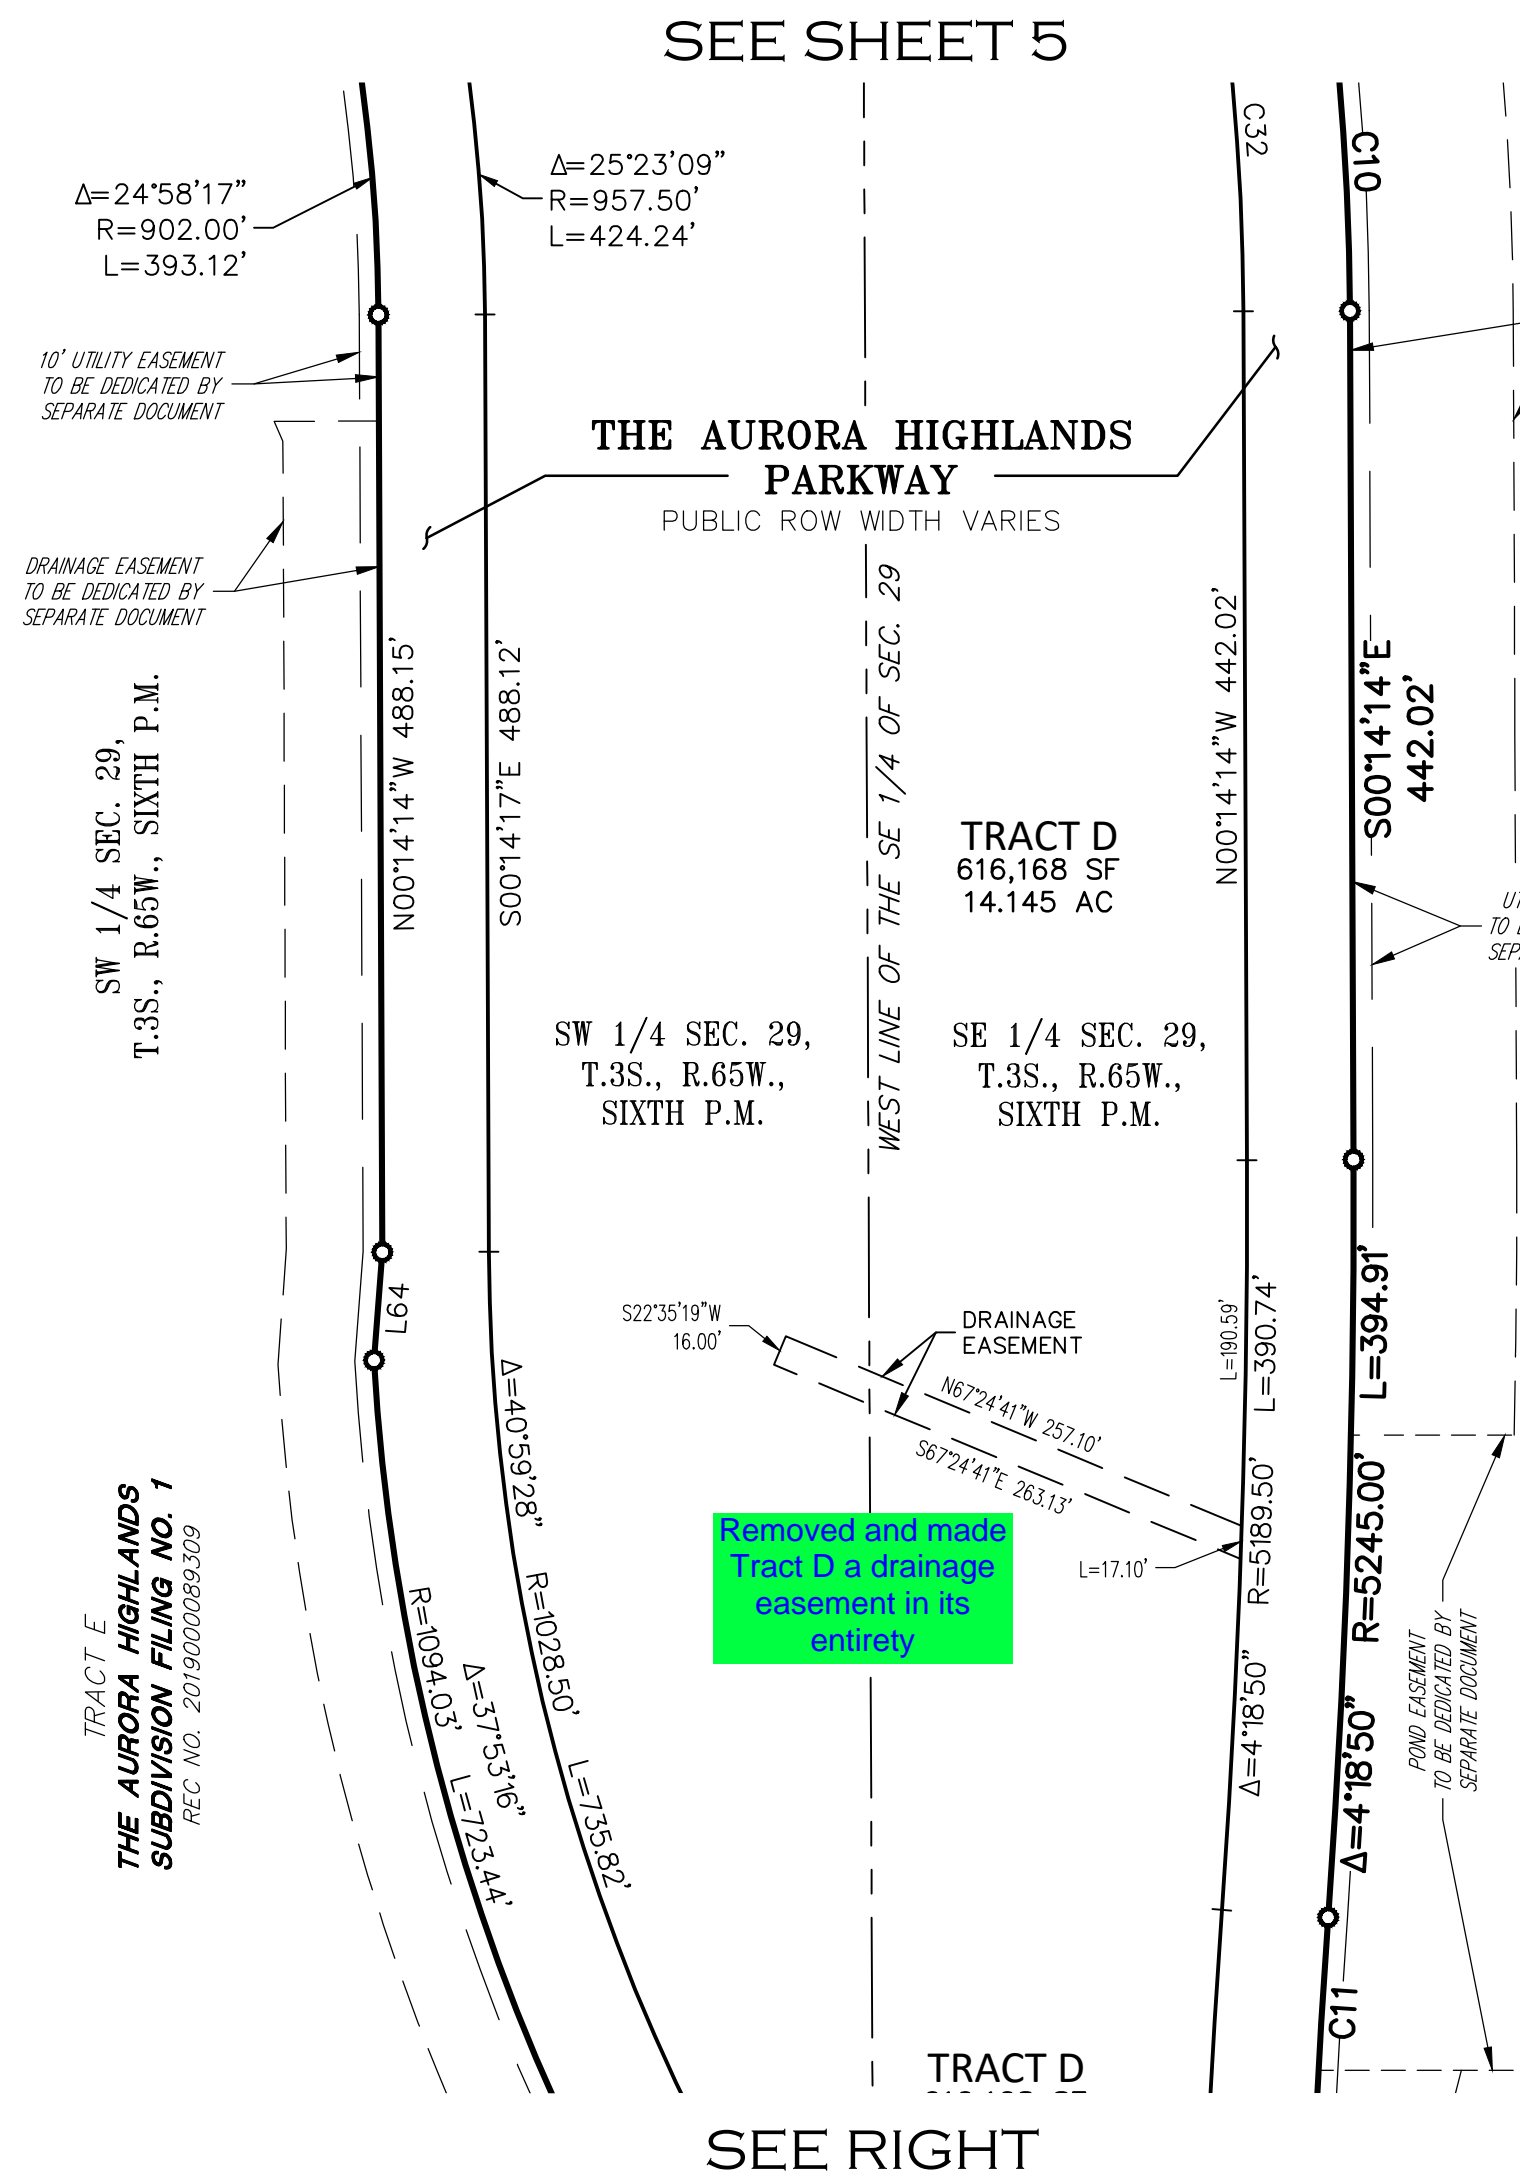 SEE SHEET 5
Δ=24°58'17"
R=902.00'
L=393.12'
Δ=25°23'09"
R=957.50'
L=424.24'
C32
C10
10' UTILITY EASEMENT
TO BE DEDICATED BY
SEPARATE DOCUMENT
THE AURORA HIGHLANDS
PARKWAY
PUBLIC ROW WIDTH VARIES
DRAINAGE EASEMENT
TO BE DEDICATED BY
SEPARATE DOCUMENT
SW 1/4 SEC. 29,
T.3S., R.65W., SIXTH P.M.
N00°14'14"W 488.15'
S00°14'17"E 488.12'
WEST LINE OF THE SE 1/4 OF SEC. 29
N00°14'14"W 442.02'
S00°14'14"E
442.02'
TRACT D
616,168 SF
14.145 AC
TO
SW 1/4 SEC. 29,
T.3S., R.65W.,
SIXTH P.M.
SE 1/4 SEC. 29,
T.3S., R.65W.,
SIXTH P.M.
L64
S22°35'19"W
16.00'
DRAINAGE
EASEMENT
N67°24'41"W 257.10'
S67°24'41"E 263.13'
L=190.59'
L=390.74'
R=5189.50'
Δ=4°18'50"
L=394.91'
R=5245.00'
Δ=4°18'50"
L=17.10'
Removed and made
Tract D a drainage
easement in its
entirety
Δ=40°59'28"
R=1028.50'
L=735.82'
R=1094.03'
Δ=37°53'16"
L=723.44'
TRACT E
THE AURORA HIGHLANDS
SUBDIVISION FILING NO. 1
REC NO. 2019000089309
POND EASEMENT
TO BE DEDICATED BY
SEPARATE DOCUMENT
C11
TRACT D
SEE RIGHT